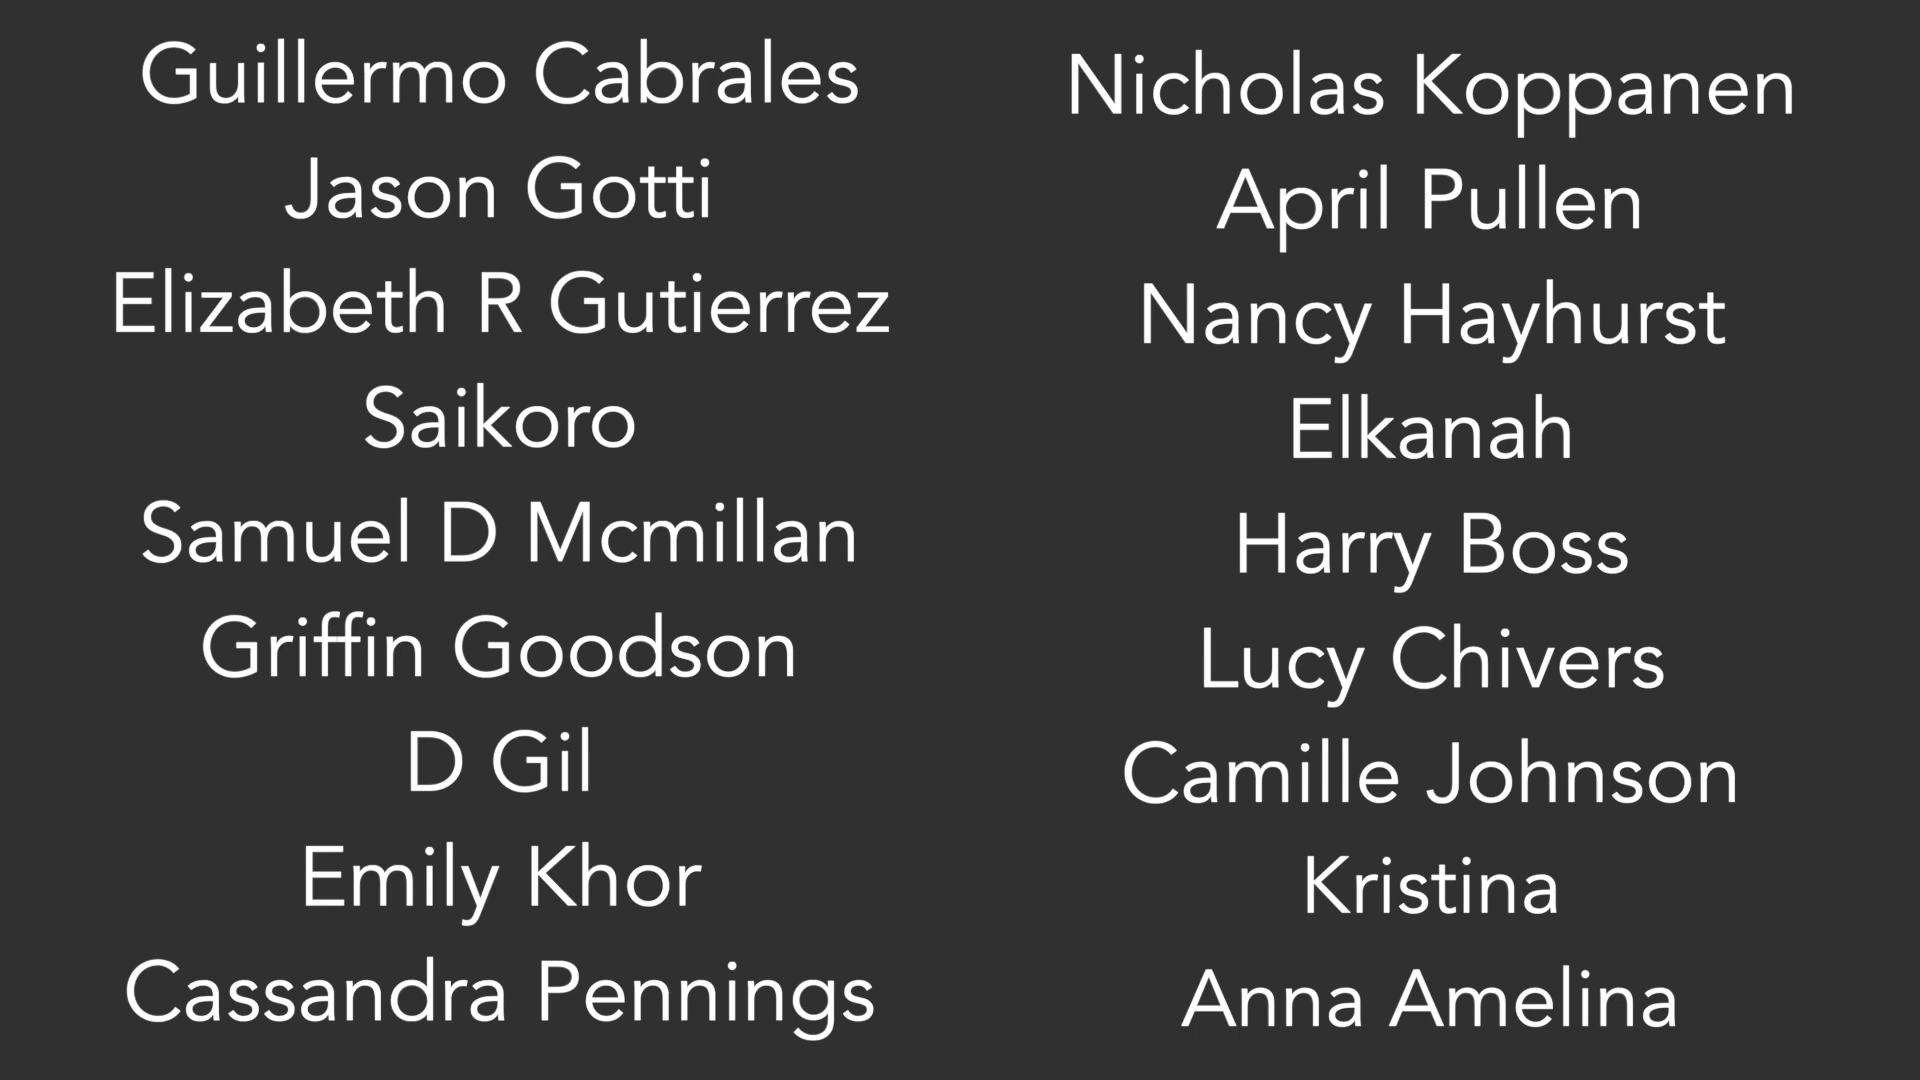 Guillermo Cabrales
Jason Gotti
Elizabeth R Gutierrez
Saikoro
Samuel D Mcmillan
Griffin Goodson
D Gil
Emily Khor
Cassandra Pennings
Nicholas Koppanen
April Pullen
Nancy Hayhurst
Elkanah
Harry Boss
Lucy Chivers
Camille Johnson
Kristina
Anna Amelina